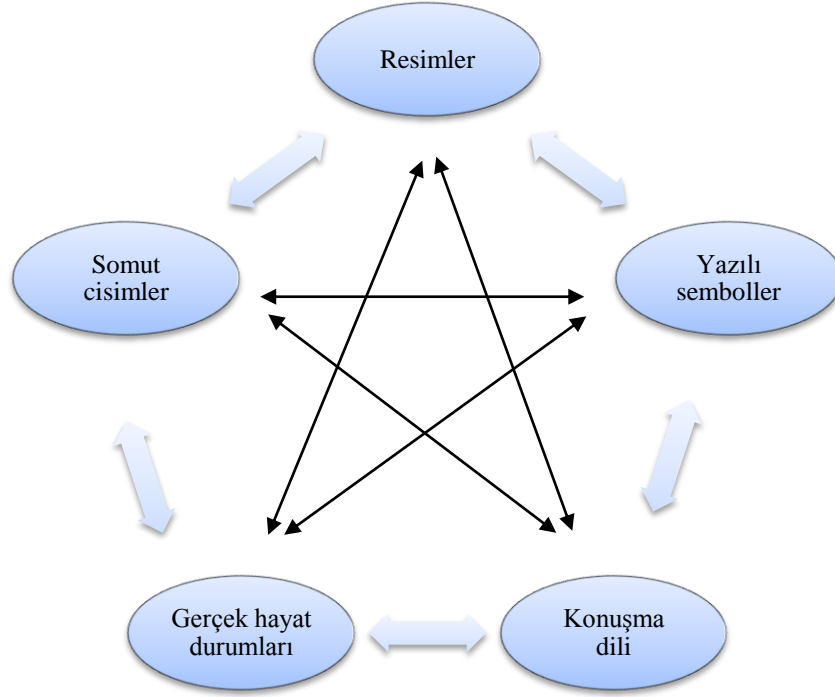 Resimler
Somut
cisimler
Yazılı
semboller
Gerçek hayat
durumları
Konuşma
dili